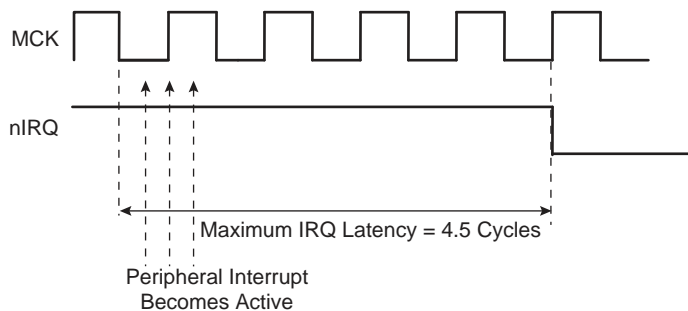 MCK
nIRQ
Maximum IRQ Latency = 4.5 Cycles
Peripheral Interrupt
Becomes Active